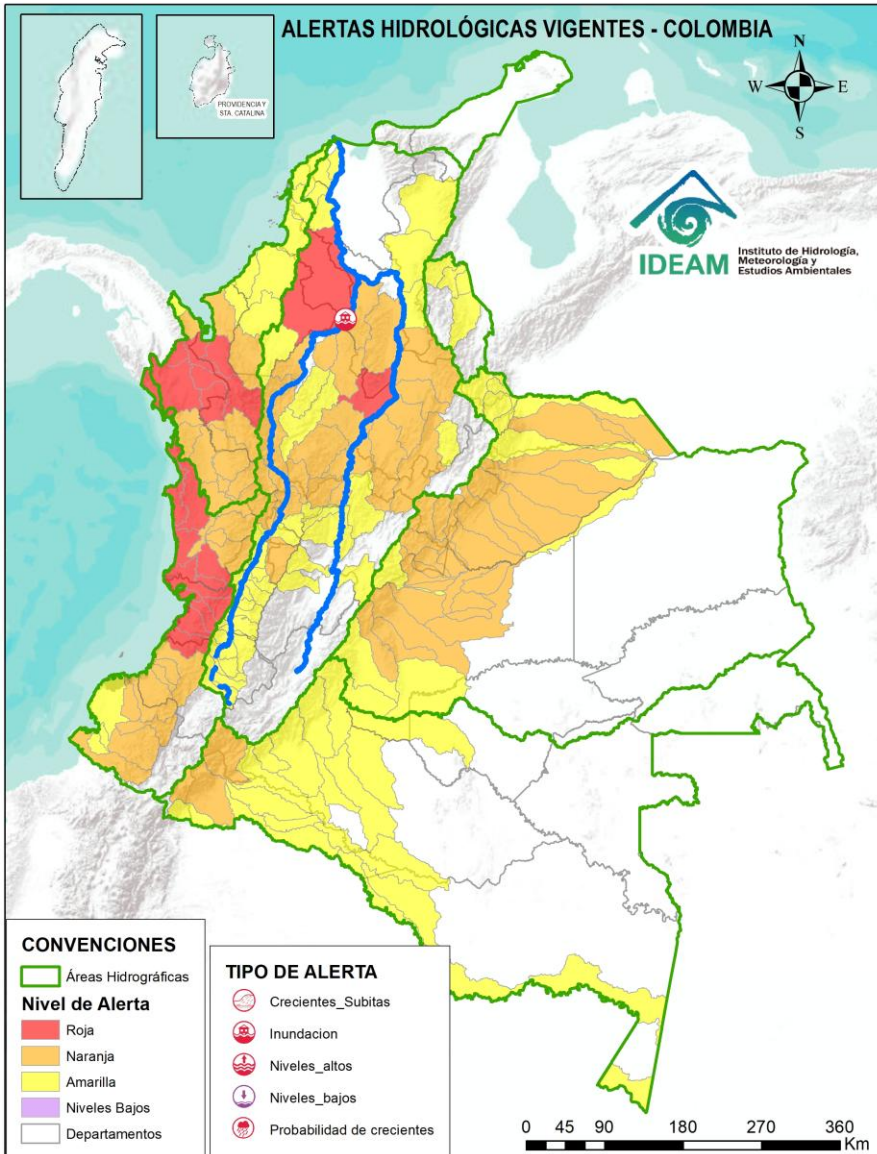 ALERTAS HIDROLÓGICAS VIGENTES - COLOMBIA
PROVIDENCIA Y
STA. CATALINA
N
W E
S
IDEAM
Instituto de Hidrología,
Meteorología y
Estudios Ambientales
CONVENCIONES
Áreas Hidrográficas
Nivel de Alerta
Roja
Naranja
Amarilla
Niveles Bajos
Departamentos
TIPO DE ALERTA
Crecientes_Subitas
Inundacion
Niveles_altos
Niveles_bajos
Probabilidad de crecientes
0 45 90 180 270 360
Km